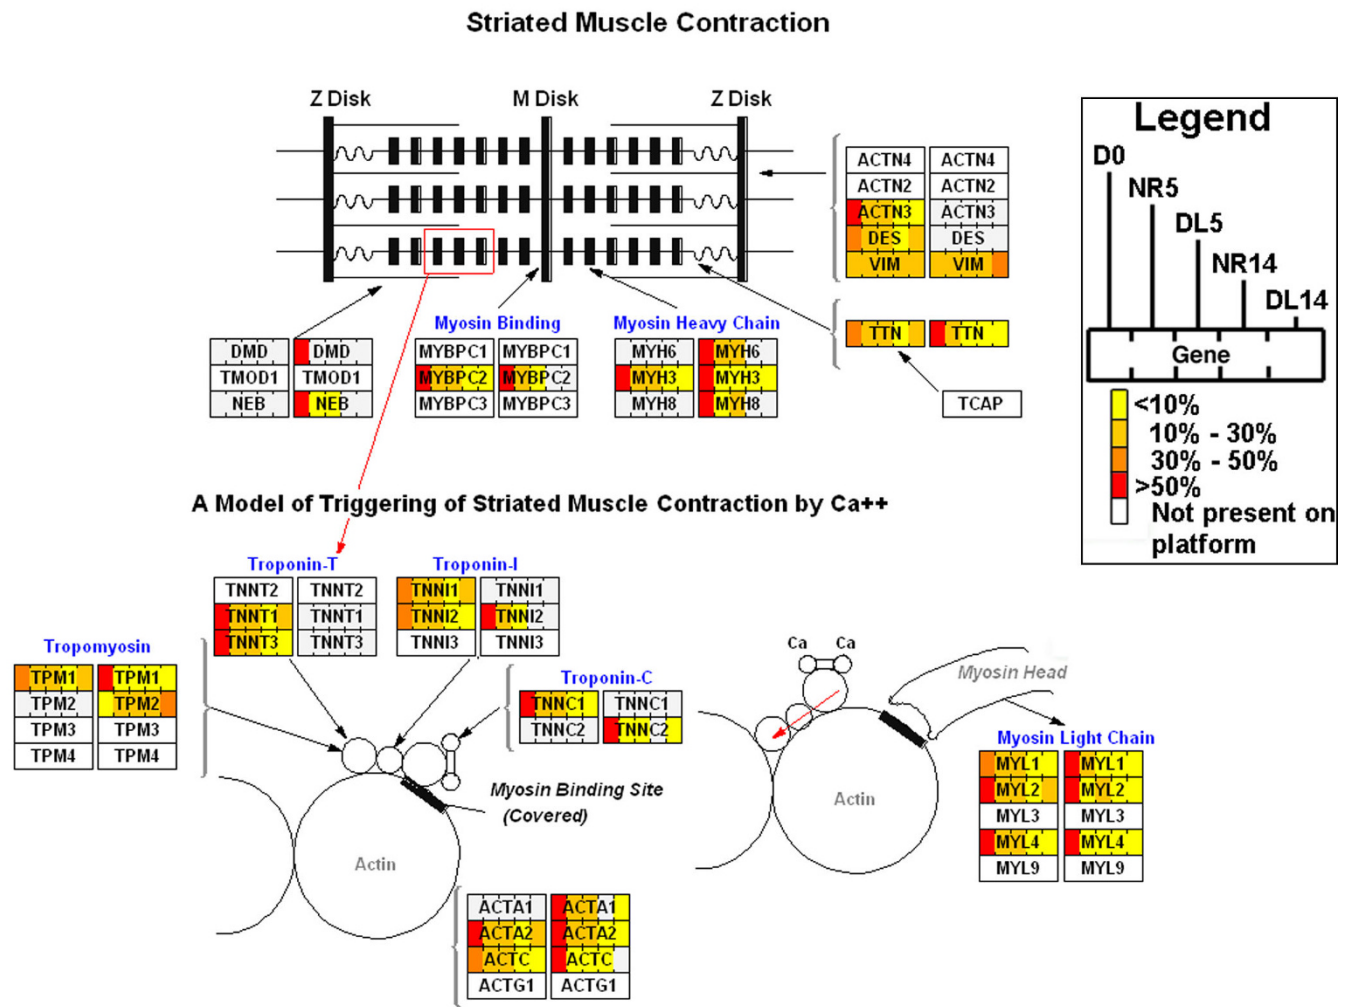 Striated Muscle Contraction
Z Disk M Disk Z Disk
Legend
D0
NR5
DL5
NR14
DL14
Gene
<10%
10% - 30%
30% - 50%
>50%
Not present on
platform
ACTN4 ACTN4
ACTN2 ACTN2
ACTN3 ACTN3
DES DES
VIM VIM
TTN TTN
TCAP
DMD DMD
TMOD1 TMOD1
NEB NEB
Myosin Binding
MYBPC1 MYBPC1
MYBPC2 MYBPC2
MYBPC3 MYBPC3
Myosin Heavy Chain
MYH6 MYH6
MYH3 MYH3
MYH8 MYH8
A Model of Triggering of Striated Muscle Contraction by Ca++
Troponin-T
TNNT2 TNNT2
TNNT1 TNNT1
TNNT3 TNNT3
Troponin-I
TNNI1 TNNI1
TNNI2 TNNI2
TNNI3 TNNI3
Tropomyosin
TPM1 TPM1
TPM2 TPM2
TPM3 TPM3
TPM4 TPM4
Troponin-C
TNNC1 TNNC1
TNNC2 TNNC2
Ca Ca
Myosin Head
Myosin Light Chain
MYL1 MYL1
MYL2 MYL2
MYL3 MYL3
MYL4 MYL4
MYL9 MYL9
Myosin Binding Site
(Covered)
Actin
Actin
ACTA1 ACTA1
ACTA2 ACTA2
ACTC ACTC
ACTG1 ACTG1